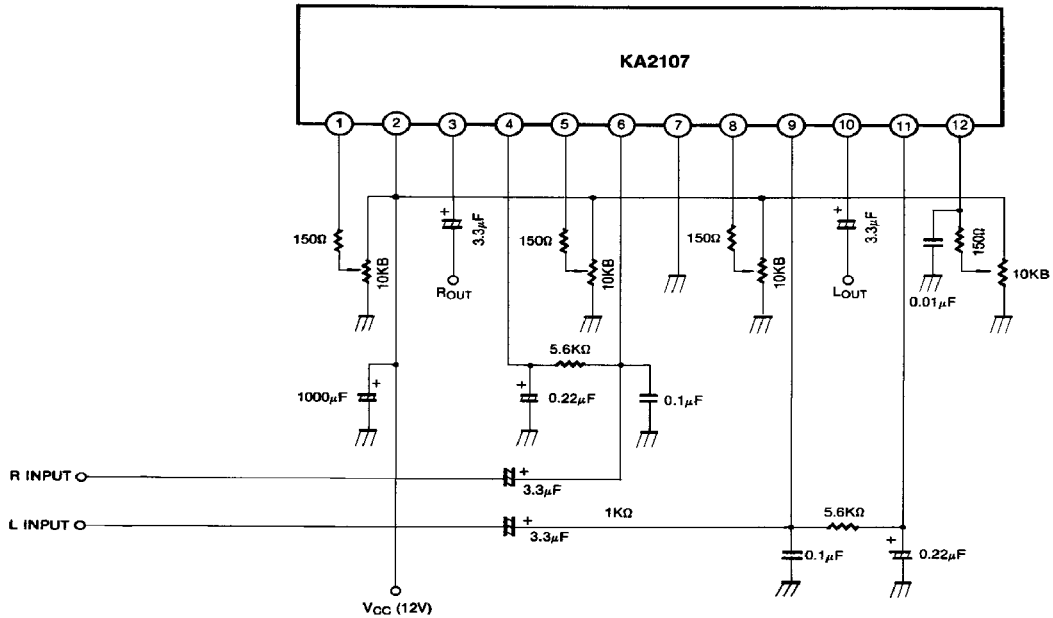 KA2107
1 2 3 4 5 6 7 8 9 10 11 12
150Ω
10KB
3.3µF
ROUT
150Ω
10KB
150Ω
10KB
3.3µF
LOUT
0.01µF
150Ω
10KB
1000µF
5.6KΩ
0.22µF
0.1µF
R INPUT
3.3µF
L INPUT
3.3µF
1KΩ
5.6KΩ
0.1µF
0.22µF
VCC (12V)